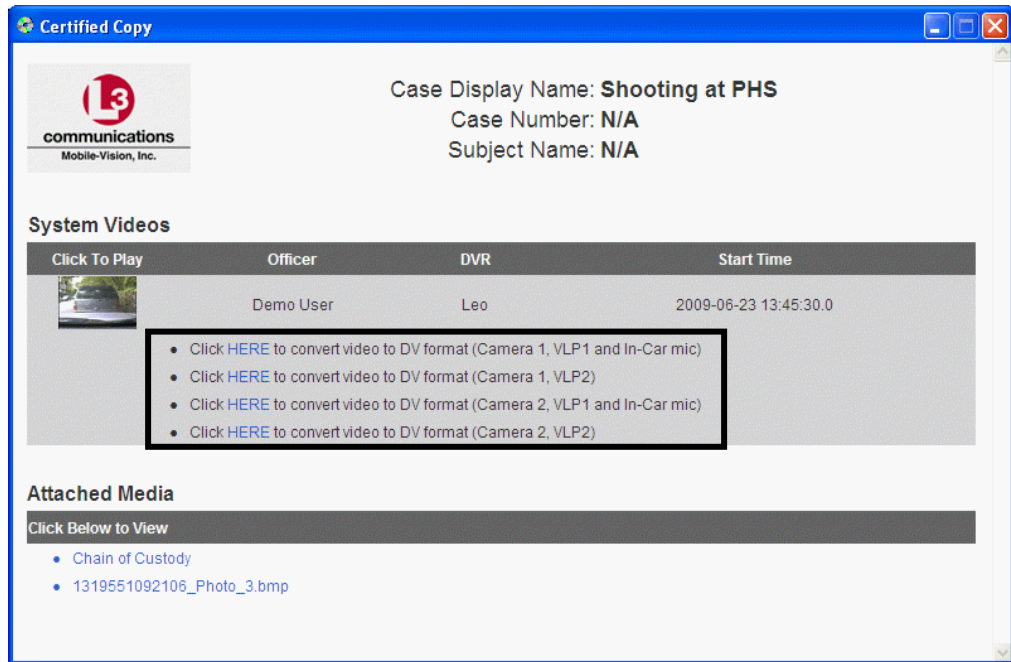 Certified Copy
L3
communications
Mobile-Vision, Inc.
Case Display Name: Shooting at PHS
Case Number: N/A
Subject Name: N/A
System Videos
Click To Play Officer DVR Start Time
Demo User Leo 2009-06-23 13:45:30.0
• Click HERE to convert video to DV format (Camera 1, VLP1 and In-Car mic)
• Click HERE to convert video to DV format (Camera 1, VLP2)
• Click HERE to convert video to DV format (Camera 2, VLP1 and In-Car mic)
• Click HERE to convert video to DV format (Camera 2, VLP2)
Attached Media
Click Below to View
• Chain of Custody
• 1319551092106_Photo_3.bmp